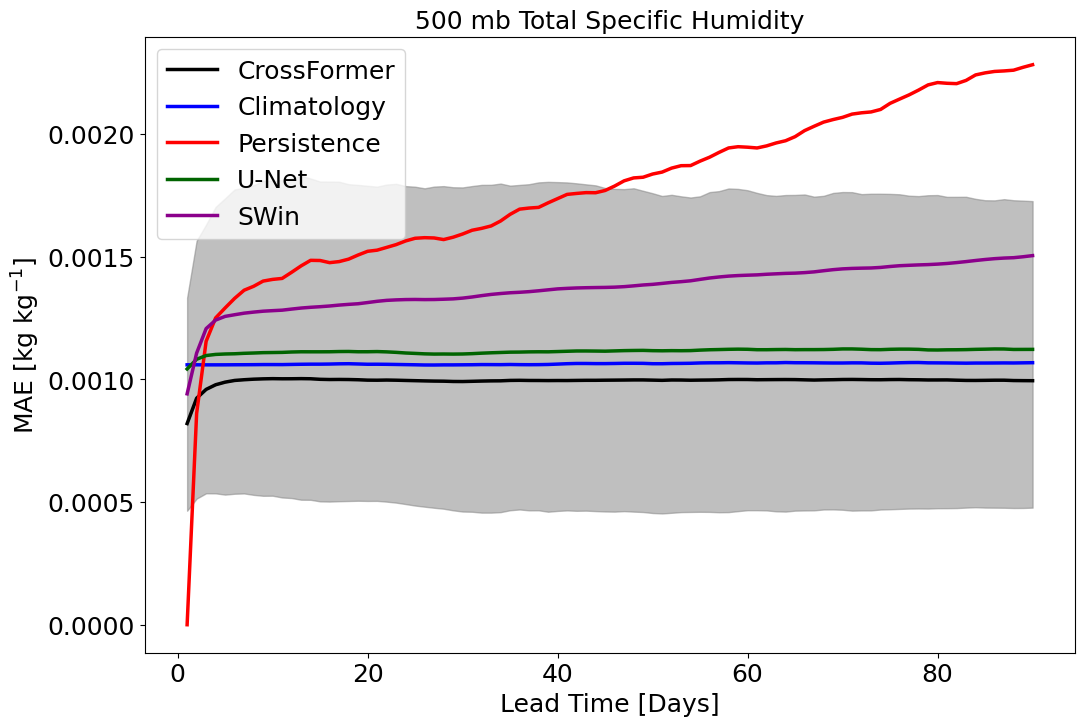 500 mb Total Specific Humidity
CrossFormer
Climatology
Persistence
U-Net
SWin
MAE [kg kg⁻¹]
0.0020
0.0015
0.0010
0.0005
0.0000
0 20 40 60 80
Lead Time [Days]